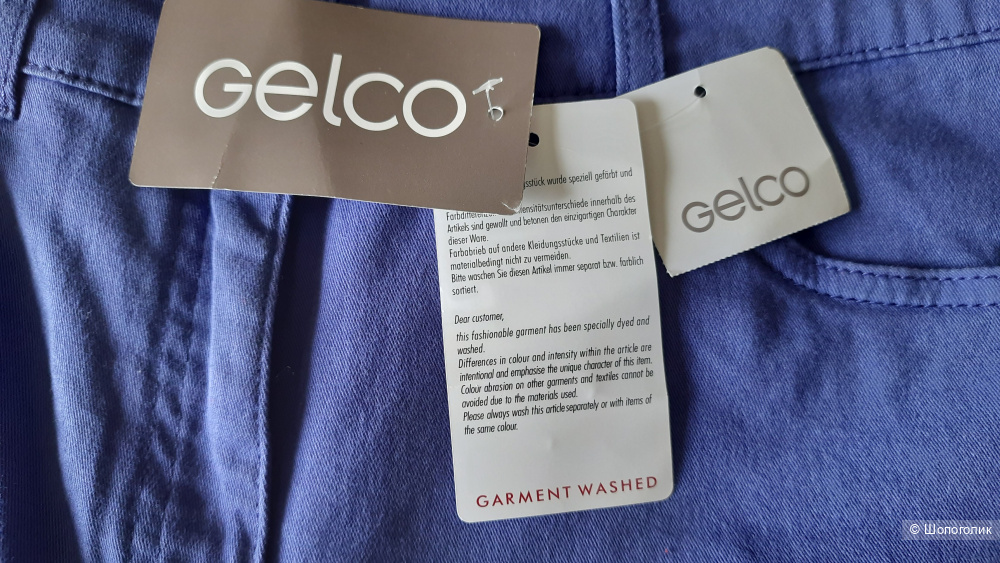 Gelco
Gelco
sstück wurde speziell gefärbt und
ensitätsunterschiede innerhalb des
Artikels sind gewollt und betonen den einzigartigen Charakter
dieser Ware.
Farbabrieb auf andere Kleidungsstücke und Textilien ist
materialbedingt nicht zu vermeiden.
Bitte waschen Sie diesen Artikel immer separat bzw. farblich
sortiert.
Dear customer,
this fashionable garment has been specially dyed and
washed.
Differences in colour and intensity within the article are
intentional and emphasise the unique character of this item.
Colour abrasion on other garments and textiles cannot be
avoided due to the materials used.
Please always wash this article separately or with items of
the same colour.
GARMENT WASHED
© Шопоголик